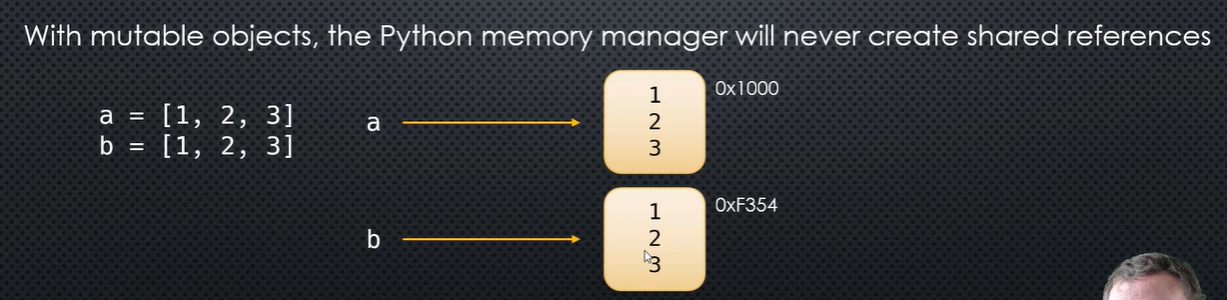 With mutable objects, the Python memory manager will never create shared references
a = [1, 2, 3]
b = [1, 2, 3]
a
1
2
3
0x1000
b
1
2
3
0xF354